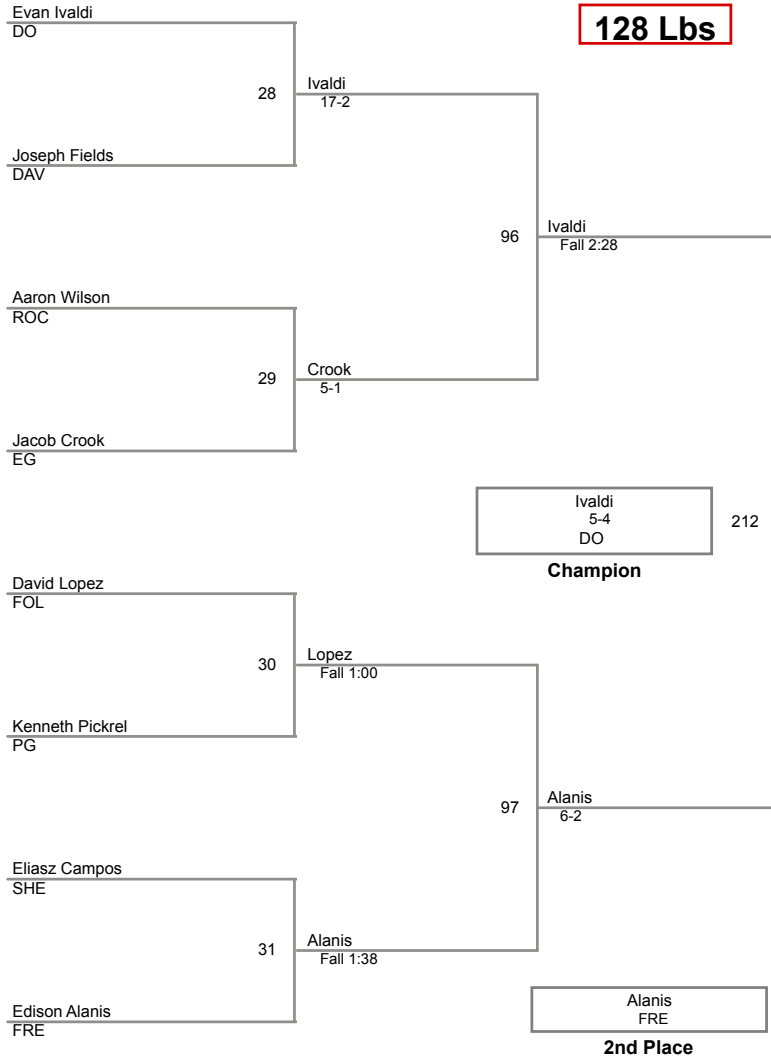 Evan Ivaldi
DO
128 Lbs
28
Ivaldi
17-2
Joseph Fields
DAV
96
Ivaldi
Fall 2:28
Aaron Wilson
ROC
29
Crook
5-1
Jacob Crook
EG
Ivaldi
5-4
DO
212
Champion
David Lopez
FOL
30
Lopez
Fall 1:00
Kenneth Pickrel
PG
97
Alanis
6-2
Eliasz Campos
SHE
31
Alanis
Fall 1:38
Edison Alanis
FRE
Alanis
FRE
2nd Place